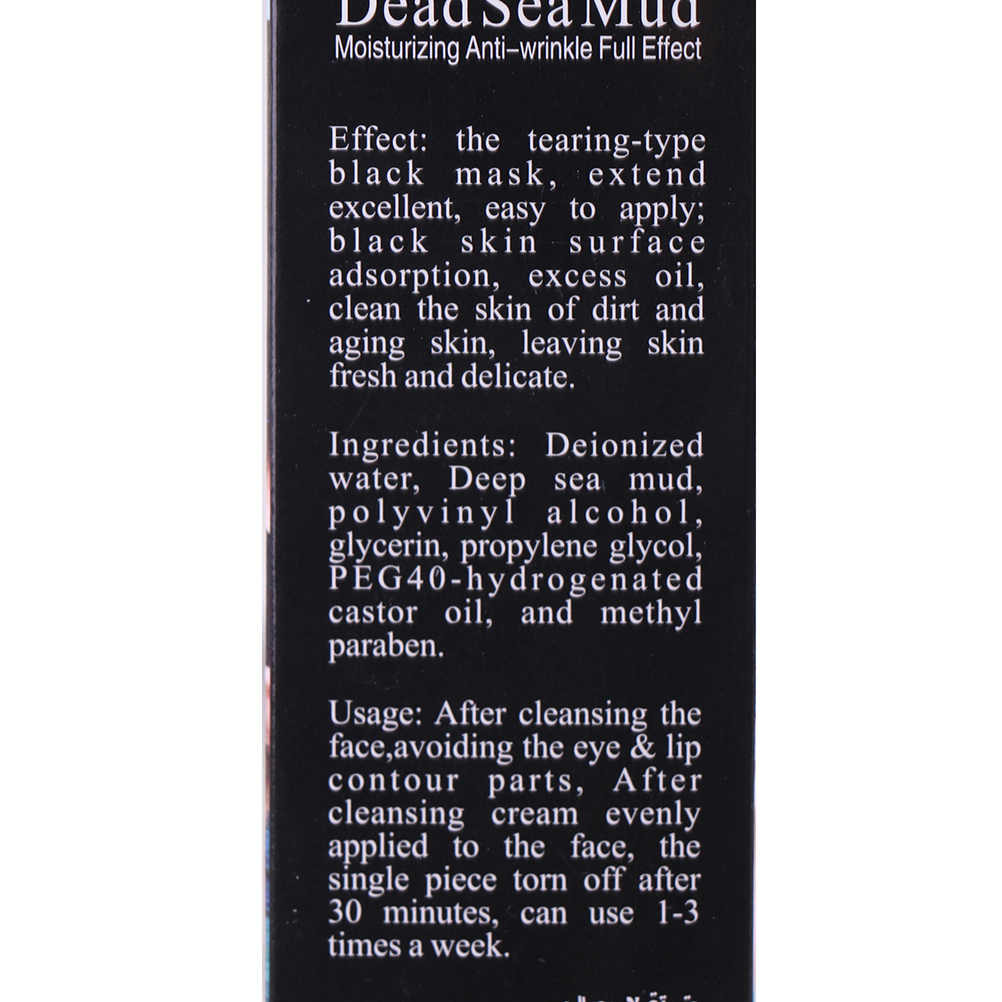 Dead Sea Mud
Moisturizing Anti-wrinkle Full Effect
Effect: the tearing-type
black mask, extend
excellent, easy to apply;
black skin surface
adsorption, excess oil,
clean the skin of dirt and
aging skin, leaving skin
fresh and delicate.
Ingredients: Deionized
water, Deep sea mud,
polyvinyl alcohol,
glycerin, propylene glycol,
PEG40-hydrogenated
castor oil, and methyl
paraben.
Usage: After cleansing the
face,avoiding the eye & lip
contour parts, After
cleansing cream evenly
applied to the face, the
single piece torn off after
30 minutes, can use 1-3
times a week.